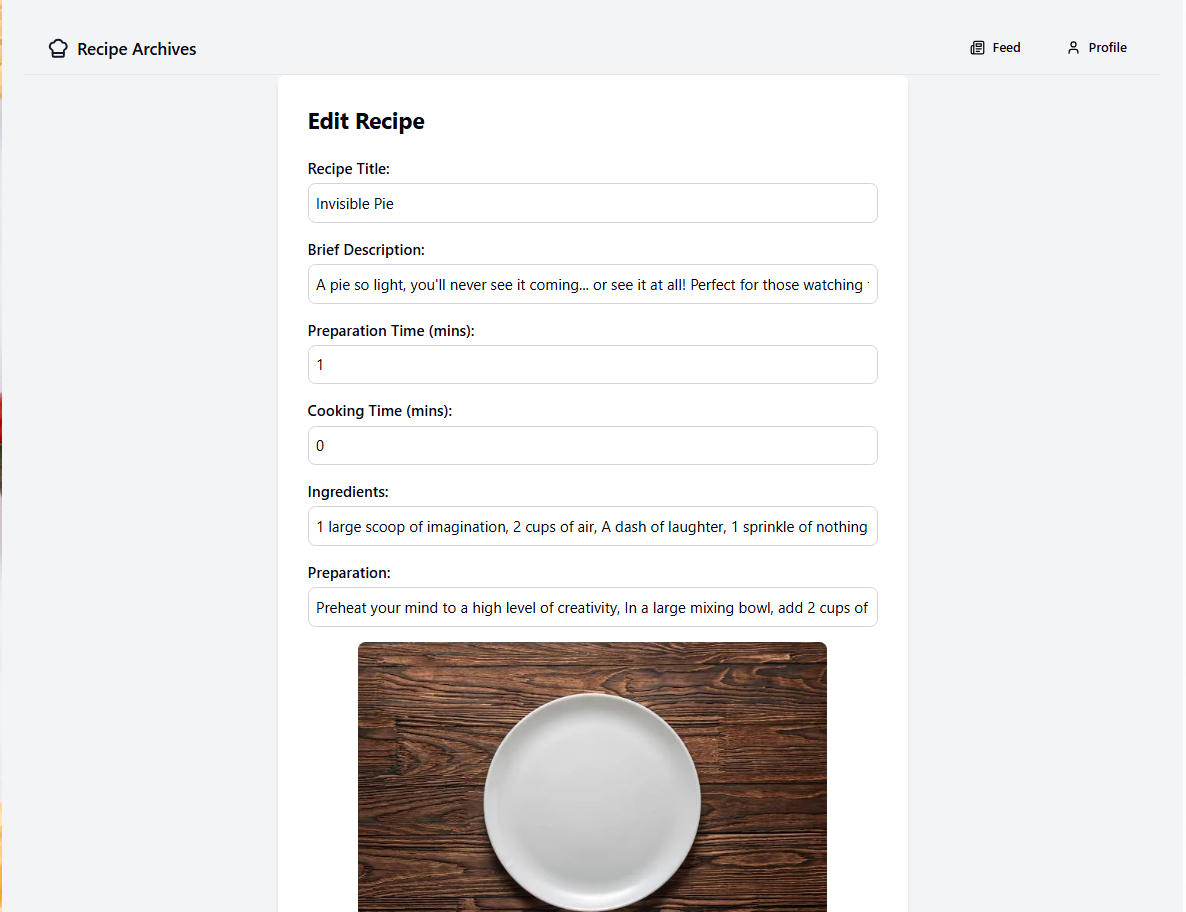 Recipe Archives
Feed
Profile
Edit Recipe
Recipe Title:
Invisible Pie
Brief Description:
A pie so light, you'll never see it coming... or see it at all! Perfect for those watching
Preparation Time (mins):
1
Cooking Time (mins):
0
Ingredients:
1 large scoop of imagination, 2 cups of air, A dash of laughter, 1 sprinkle of nothing
Preparation:
Preheat your mind to a high level of creativity, In a large mixing bowl, add 2 cups of